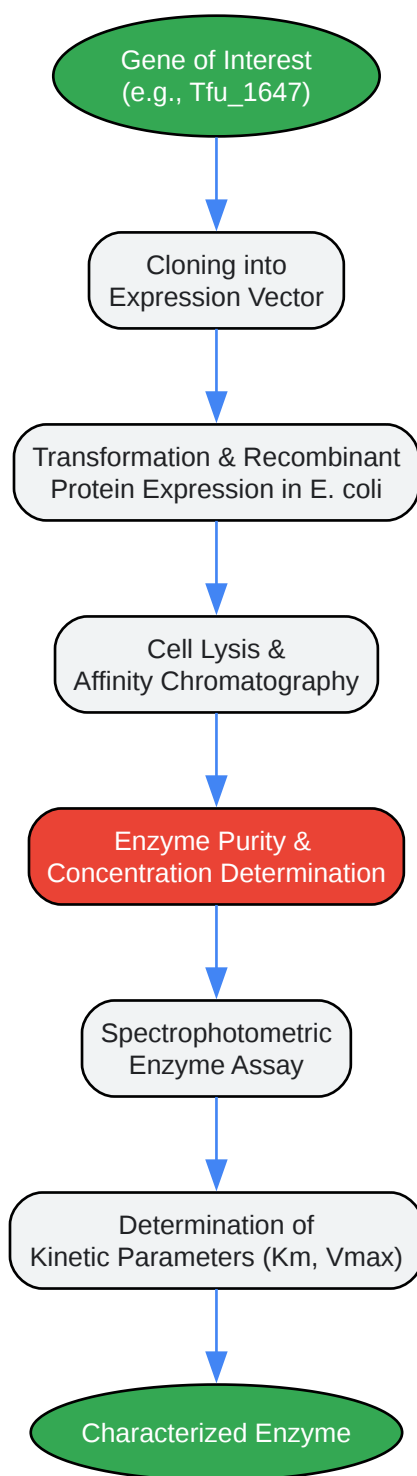 Gene of Interest
(e.g., Tfu_1647)
Cloning into
Expression Vector
Transformation & Recombinant
Protein Expression in E. coli
Cell Lysis &
Affinity Chromatography
Enzyme Purity &
Concentration Determination
Spectrophotometric
Enzyme Assay
Determination of
Kinetic Parameters (Km, Vmax)
Characterized Enzyme